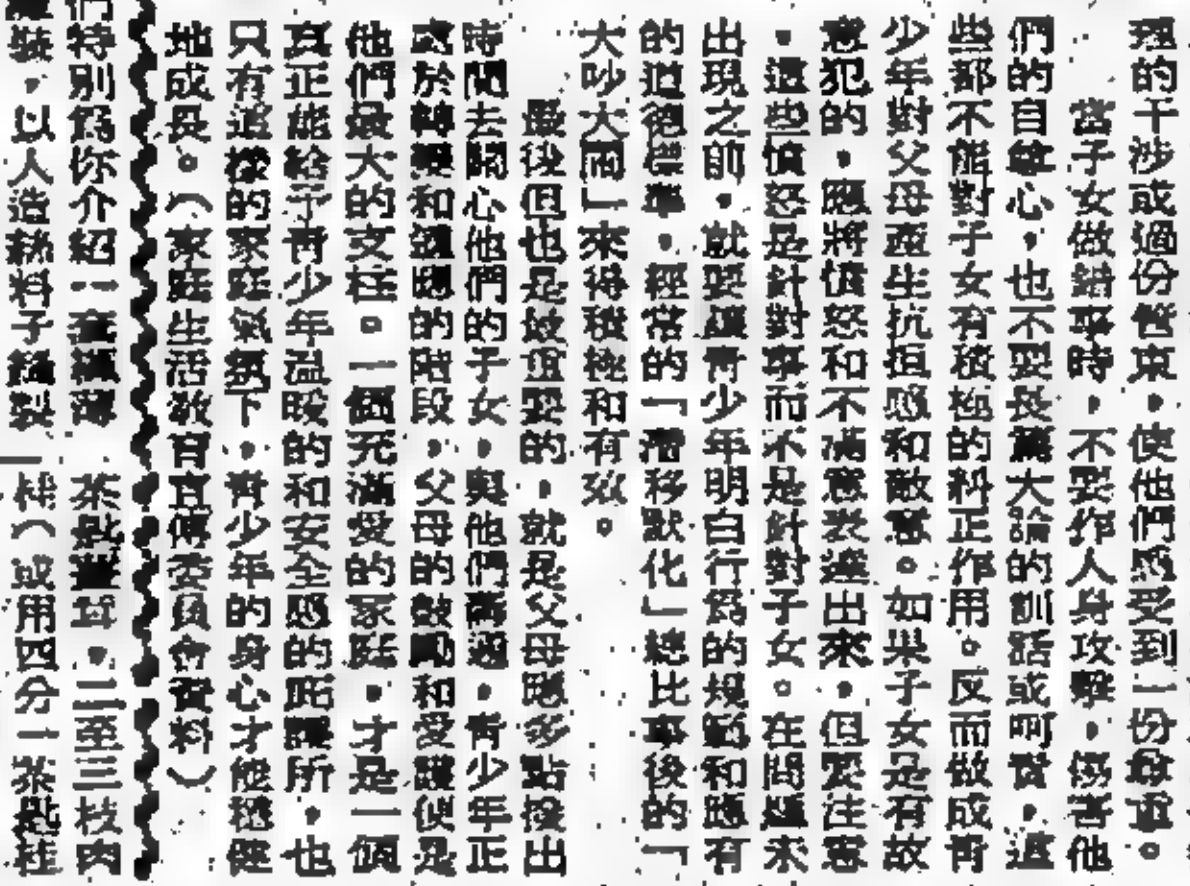 理的干涉或過份管束，使他們感受到一份尊重。
當子女做錯事時，不要作人身攻擊，傷害他
們的自尊心，也不要長篇大論的訓話或呵責，這
些都不能對子女有積極的糾正作用。反而做成青
少年對父母產生抗拒感和敵意。如果子女是有故
意犯的，應將憤怒和不滿意表達出來，但要注意
，這些憤怒是針對事而不是針對子女。在問題未
出現之前，就要讓青少年明白行爲的規範和應有
的道德標準，經常的「潛移默化」總比事後的「
大吵大鬧」來得積極和有效。
最後但也是最重要的，就是父母應多點投出
時間去關心他們的子女，與他們溝通，青少年正
處於轉變和適應的階段，父母的鼓勵和愛護便是
他們最大的支柱。一個充滿愛的家庭，才是一個
真正能給予青少年溫暖的和安全感的庇護所，也
只有這樣的家庭氣氛下，青少年的身心才能穩健
地成長。（家庭生活教育宣傳委員會資料）
們特別爲你介紹一套
裝，以人造絲料子
茶匙 ，二至三枝肉
桂（或用四分一茶匙桂